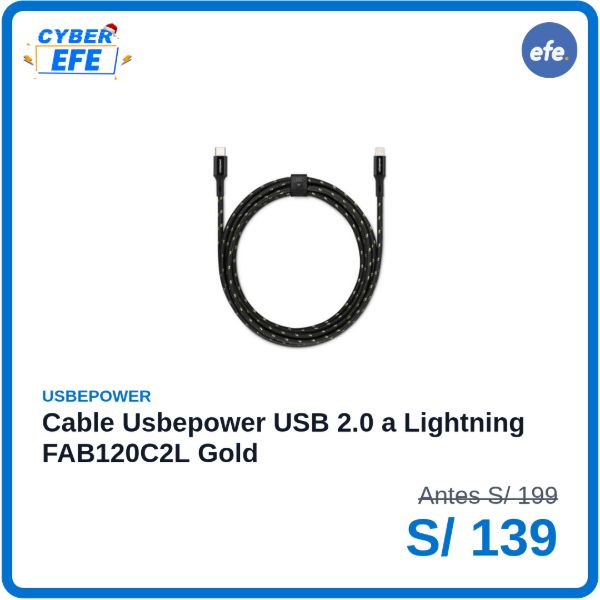 CYBER
EFE
efe.
USBEPOWER
Cable Usbepower USB 2.0 a Lightning
FAB120C2L Gold
Antes S/ 199
S/ 139